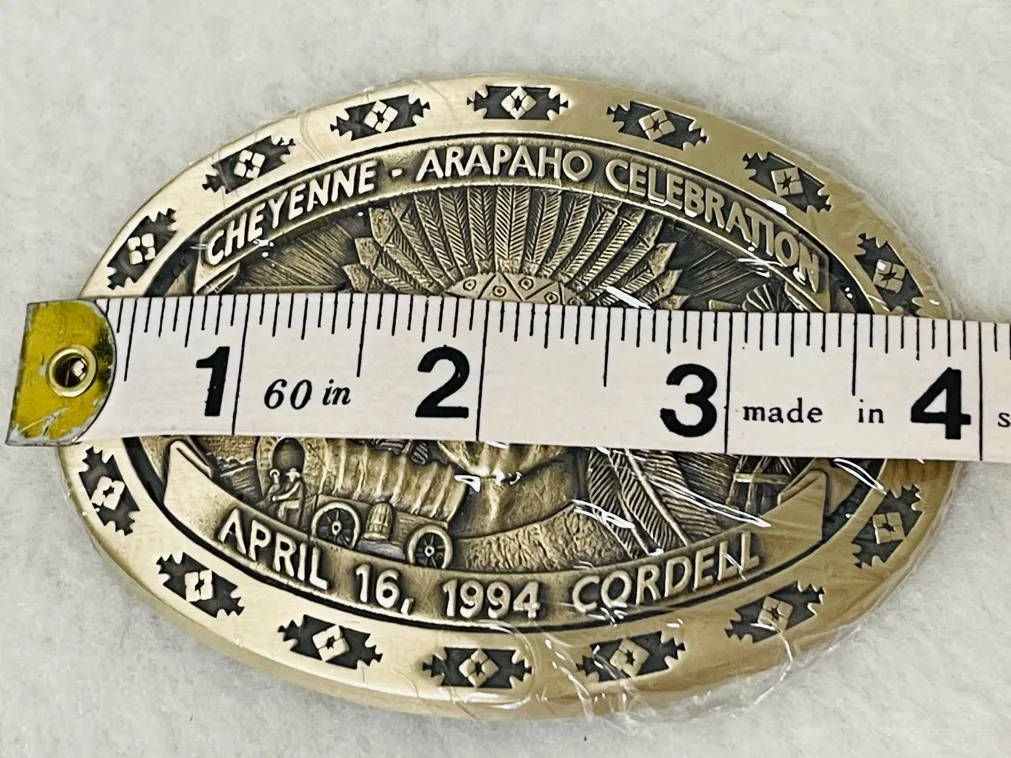 CHEYENNE - ARAPAHO CELEBRATION
1 60 in 2 3 made in 4
APRIL 16, 1994 CORDELL